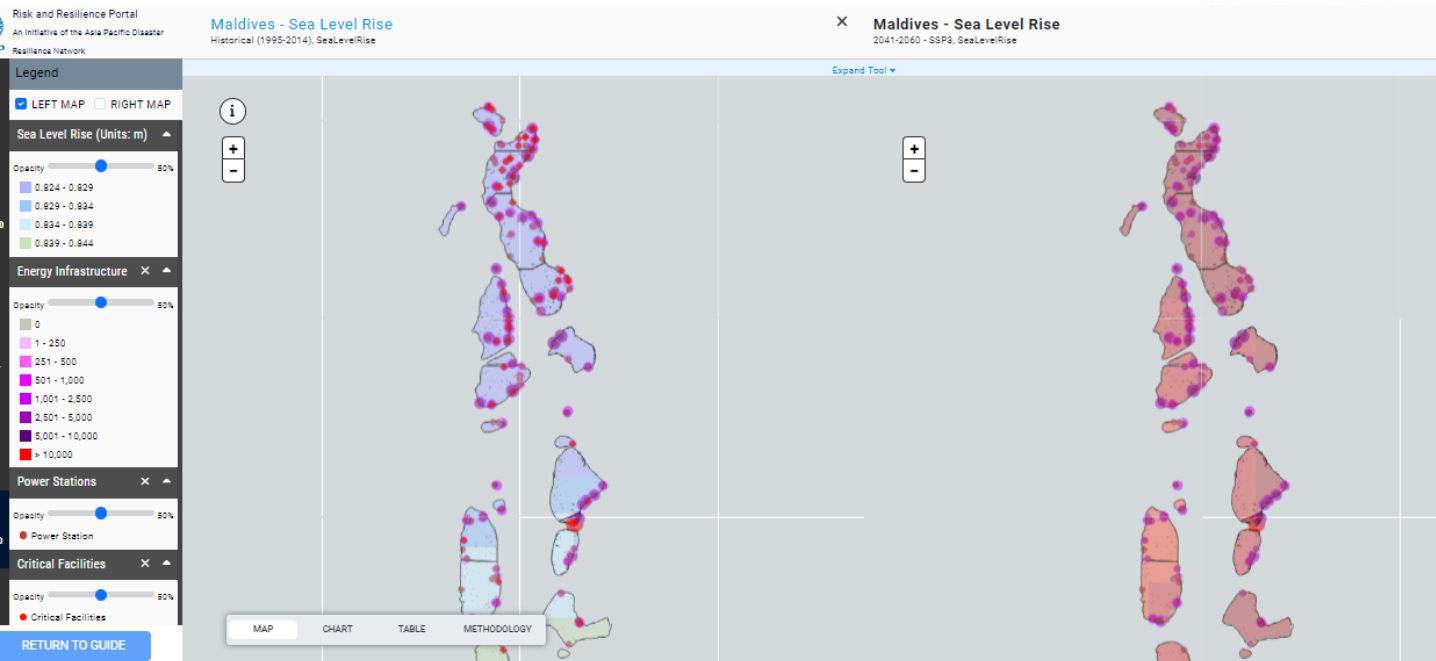 Risk and Resilience Portal
An Initiative of the Asia Pacific Disaster
Resilience Network
Maldives - Sea Level Rise
Historical (1995-2014), SeaLevelRise
Maldives - Sea Level Rise
2041-2060 - SSP3, SeaLevelRise
Expand Tool
Legend
LEFT MAP RIGHT MAP
Sea Level Rise (Units: m)
Opacity 50%
0.824 - 0.829
0.829 - 0.834
0.834 - 0.839
0.839 - 0.844
Energy Infrastructure
Opacity 50%
0
1 - 250
251 - 500
501 - 1,000
1,001 - 2,500
2,501 - 5,000
5,001 - 10,000
> 10,000
Power Stations
Opacity 50%
Power Station
Critical Facilities
Opacity 50%
Critical Facilities
RETURN TO GUIDE
i
+
-
+
-
MAP CHART TABLE METHODOLOGY